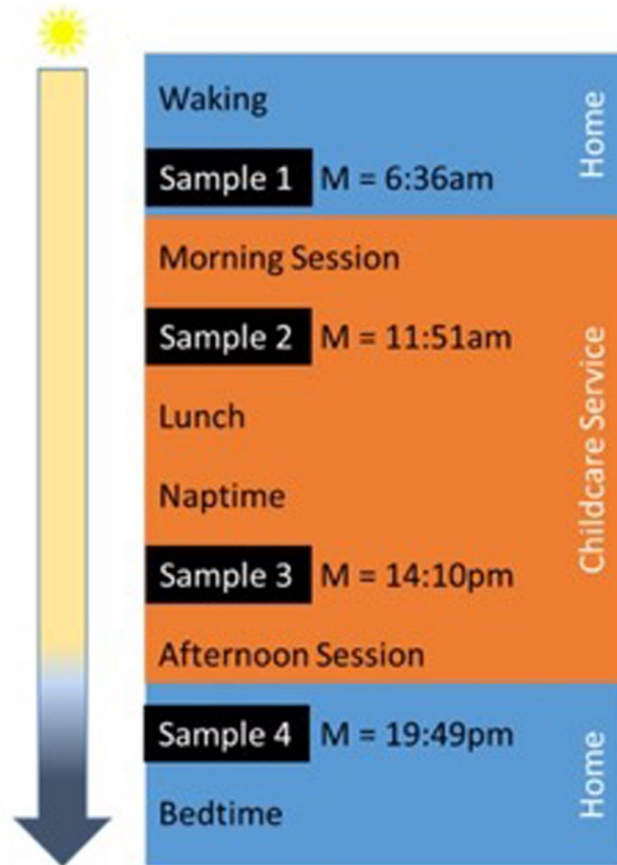 Waking
Sample 1 M = 6:36am
Home
Morning Session
Sample 2 M = 11:51am
Lunch
Naptime
Sample 3 M = 14:10pm
Afternoon Session
Childcare Service
Sample 4 M = 19:49pm
Bedtime
Home